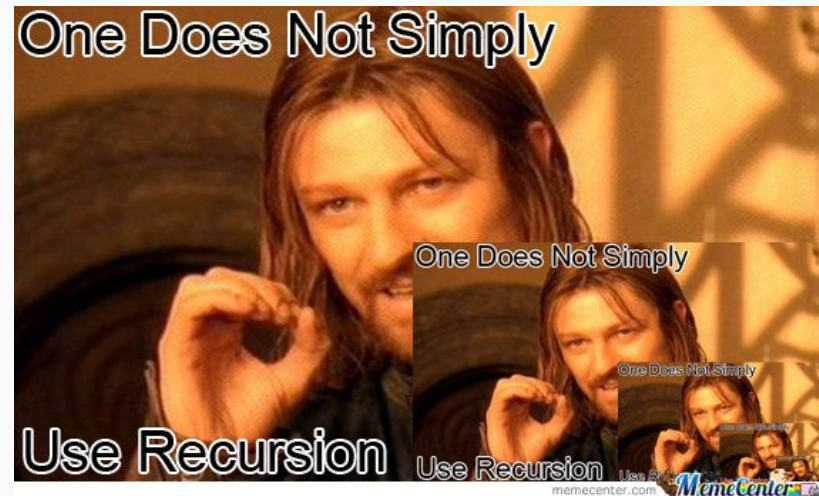 One Does Not Simply
Use Recursion
One Does Not Simply
Use Recursion
One Does Not Simply
Use
memecenter.com MemeCenter